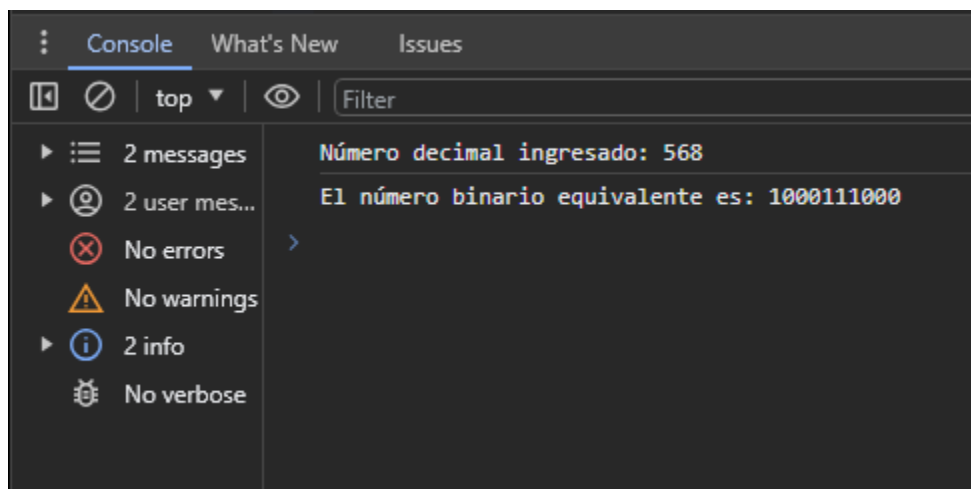 Console What's New Issues
top Filter
2 messages
2 user mes...
No errors
No warnings
2 info
No verbose
Número decimal ingresado: 568
El número binario equivalente es: 1000111000
>